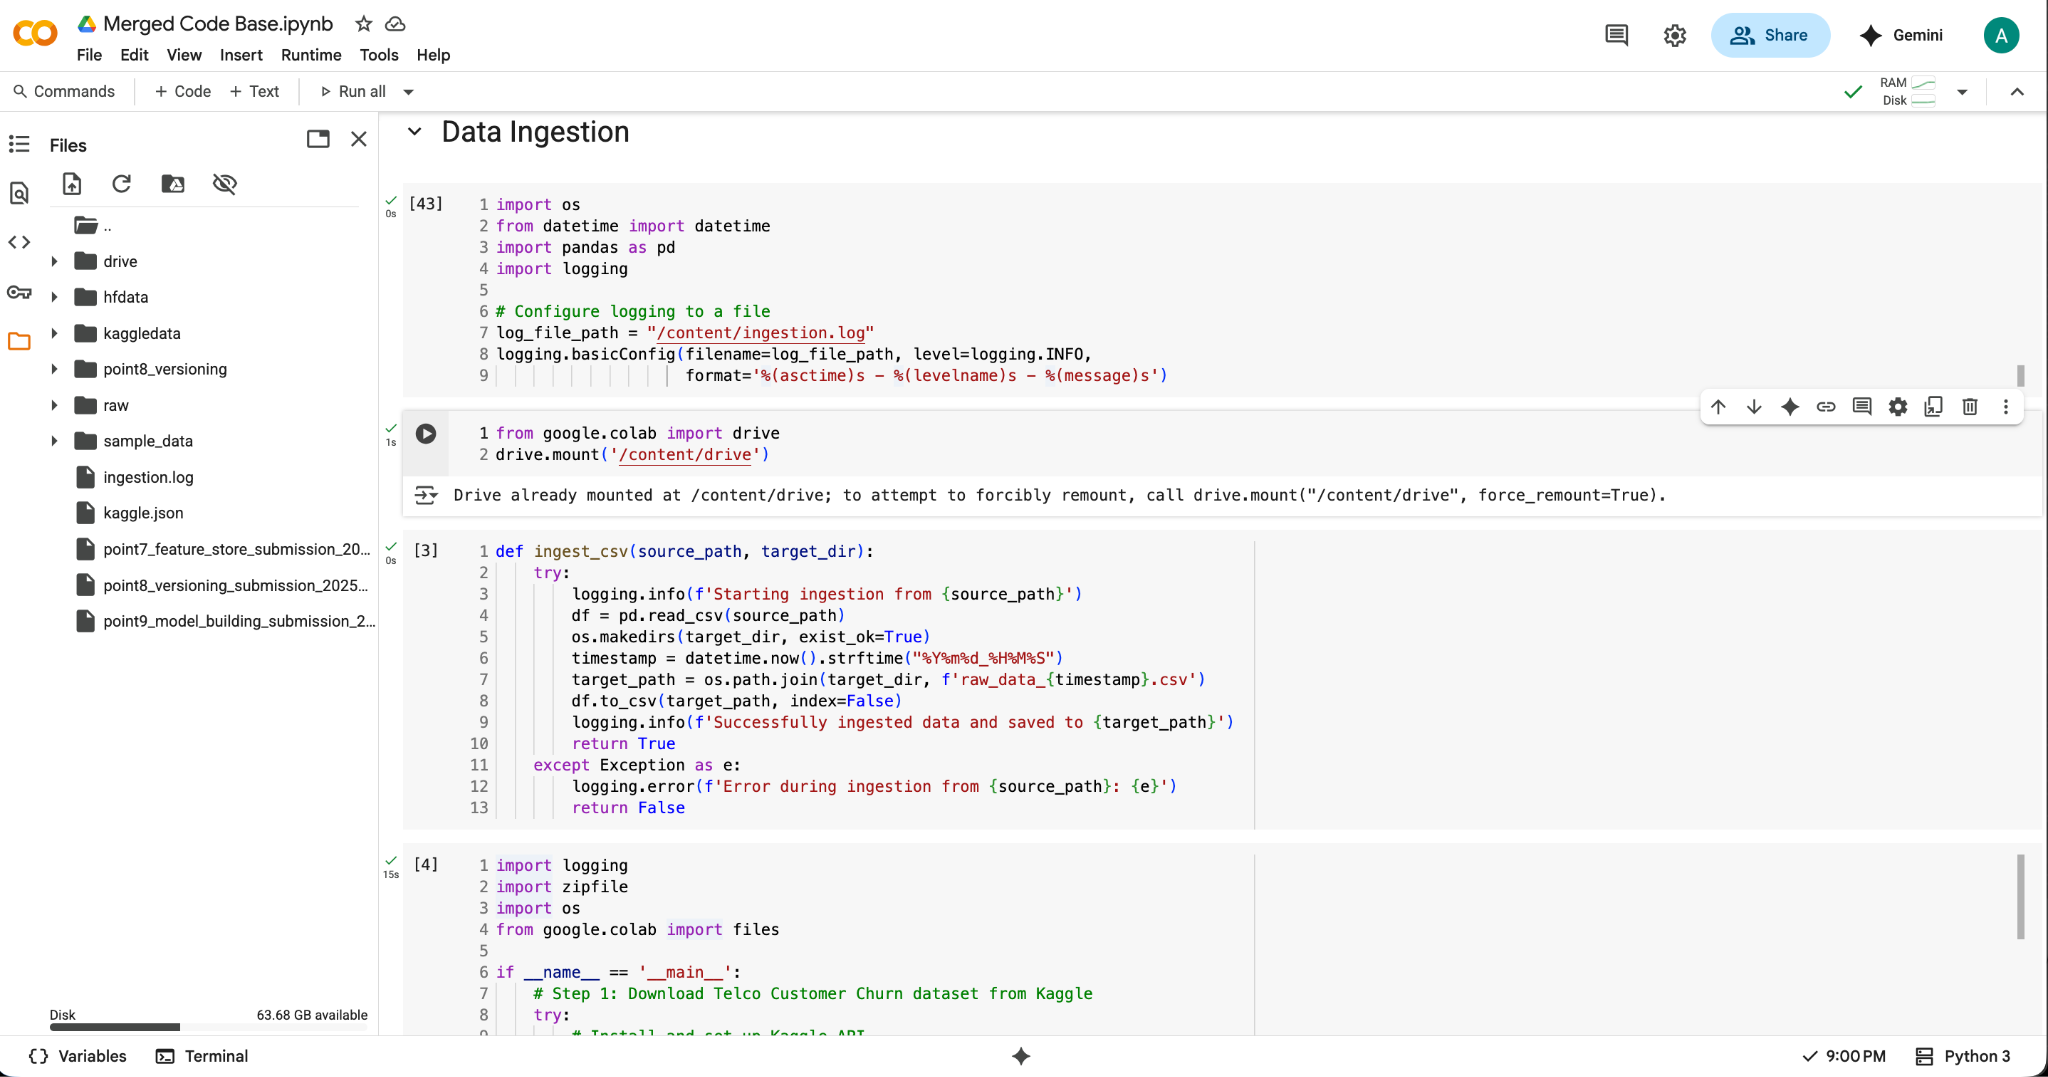 Merged Code Base.ipynb
File Edit View Insert Runtime Tools Help
Share
Gemini
A
Commands
+ Code + Text
Run all
RAM
Disk
Files
..
drive
hfdata
kaggledata
point8_versioning
raw
sample_data
ingestion.log
kaggle.json
point7_feature_store_submission_20...
point8_versioning_submission_2025...
point9_model_building_submission_2...
Disk 63.68 GB available
Data Ingestion
0s
[43]
1 import os
2 from datetime import datetime
3 import pandas as pd
4 import logging
5
6 # Configure logging to a file
7 log_file_path = "/content/ingestion.log"
8 logging.basicConfig(filename=log_file_path, level=logging.INFO,
9 format='%(asctime)s - %(levelname)s - %(message)s')
1s
1 from google.colab import drive
2 drive.mount('/content/drive')
Drive already mounted at /content/drive; to attempt to forcibly remount, call drive.mount("/content/drive", force_remount=True).
0s
[3]
1 def ingest_csv(source_path, target_dir):
2 try:
3 logging.info(f'Starting ingestion from {source_path}')
4 df = pd.read_csv(source_path)
5 os.makedirs(target_dir, exist_ok=True)
6 timestamp = datetime.now().strftime("%Y%m%d_%H%M%S")
7 target_path = os.path.join(target_dir, f'raw_data_{timestamp}.csv')
8 df.to_csv(target_path, index=False)
9 logging.info(f'Successfully ingested data and saved to {target_path}')
10 return True
11 except Exception as e:
12 logging.error(f'Error during ingestion from {source_path}: {e}')
13 return False
15s
[4]
1 import logging
2 import zipfile
3 import os
4 from google.colab import files
5
6 if __name__ == '__main__':
7 # Step 1: Download Telco Customer Churn dataset from Kaggle
8 try:
9 # Install and set up Kaggle API
Variables
Terminal
9:00 PM
Python 3